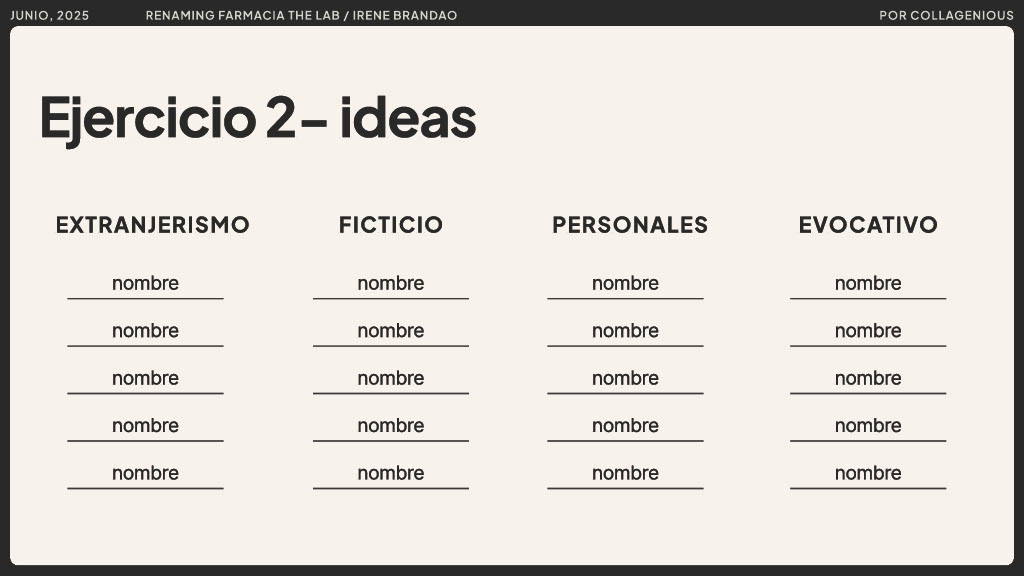 JUNIO, 2025 RENAMING FARMACIA THE LAB / IRENE BRANDAO POR COLLAGENIOUS
Ejercicio 2– ideas
EXTRANJERISMO FICTICIO PERSONALES EVOCATIVO
nombre nombre nombre nombre
nombre nombre nombre nombre
nombre nombre nombre nombre
nombre nombre nombre nombre
nombre nombre nombre nombre